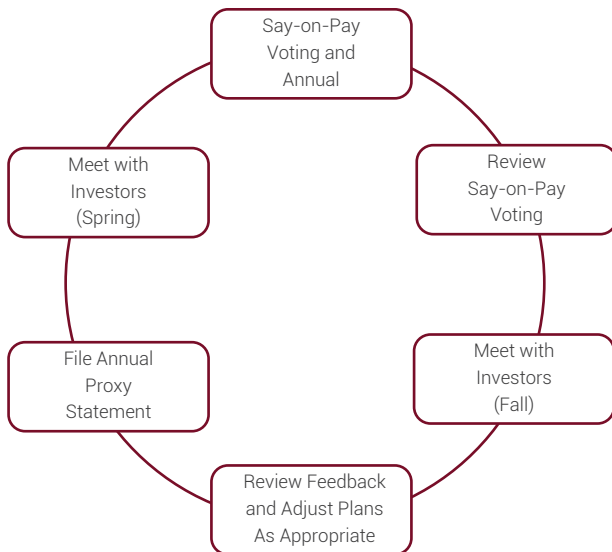 Say-on-Pay
Voting and
Annual
Meet with
Investors
(Spring)
Review
Say-on-Pay
Voting
File Annual
Proxy
Statement
Meet with
Investors
(Fall)
Review Feedback
and Adjust Plans
As Appropriate